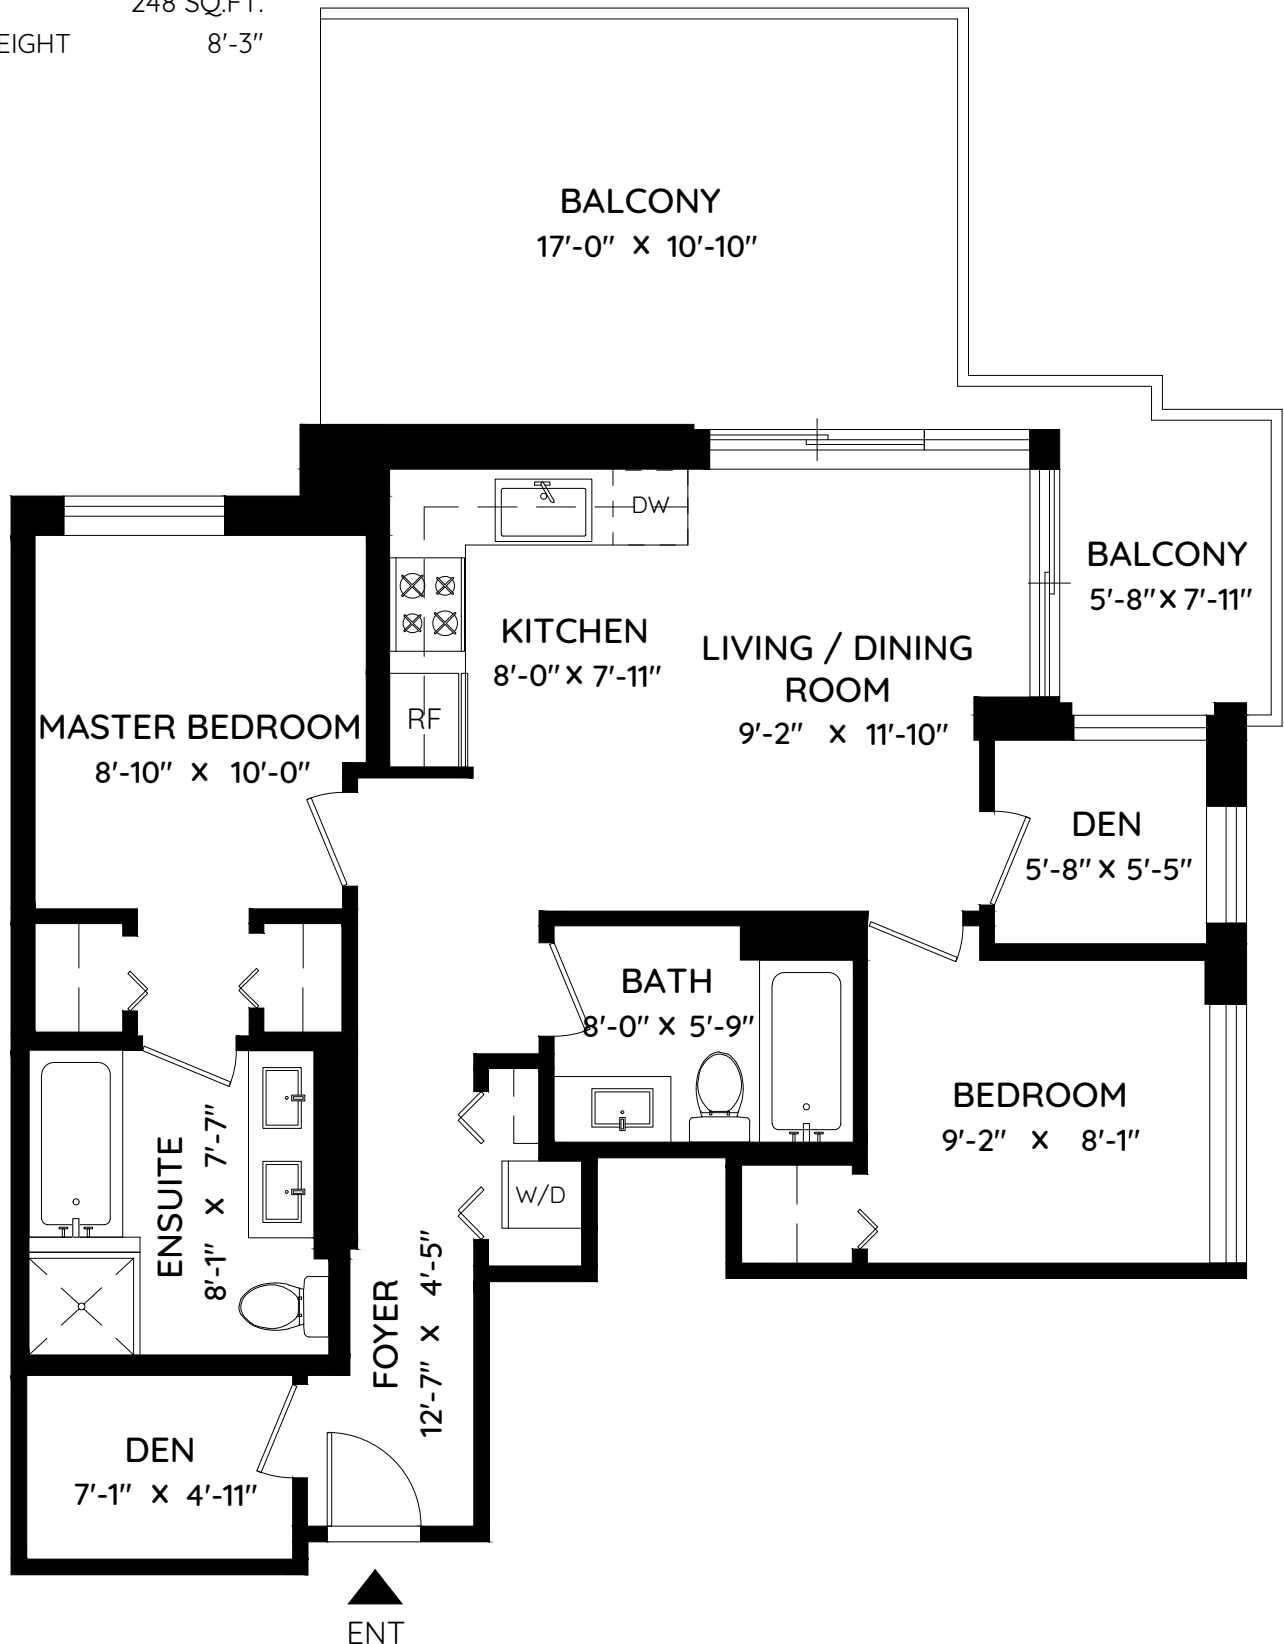 248 SQ.FT.
EIGHT 8'-3"
BALCONY
17'-0" X 10'-10"
DW
BALCONY
5'-8" X 7'-11"
KITCHEN
8'-0" X 7'-11"
LIVING / DINING
ROOM
9'-2" X 11'-10"
RF
MASTER BEDROOM
8'-10" X 10'-0"
DEN
5'-8" X 5'-5"
BATH
8'-0" X 5'-9"
BEDROOM
9'-2" X 8'-1"
ENSUITE
8'-1" X 7'-7"
W/D
FOYER
12'-7" X 4'-5"
DEN
7'-1" X 4'-11"
ENT